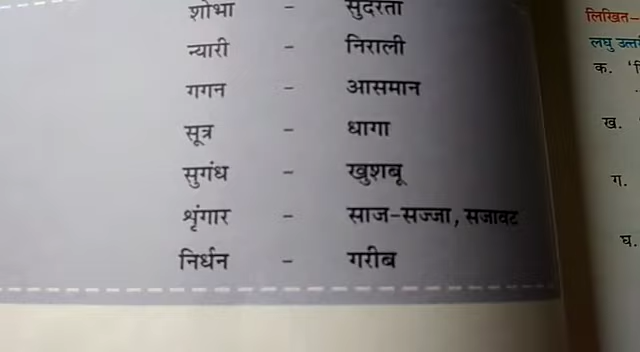 शोभा - सुंदरता
न्यारी - निराली
गगन - आसमान
सूत्र - धागा
सुगंध - खुशबू
शृंगार - साज-सज्जा, सजावट
निर्धन - गरीब
लिखित-
लघु
क.
ख.
ग.
घ.